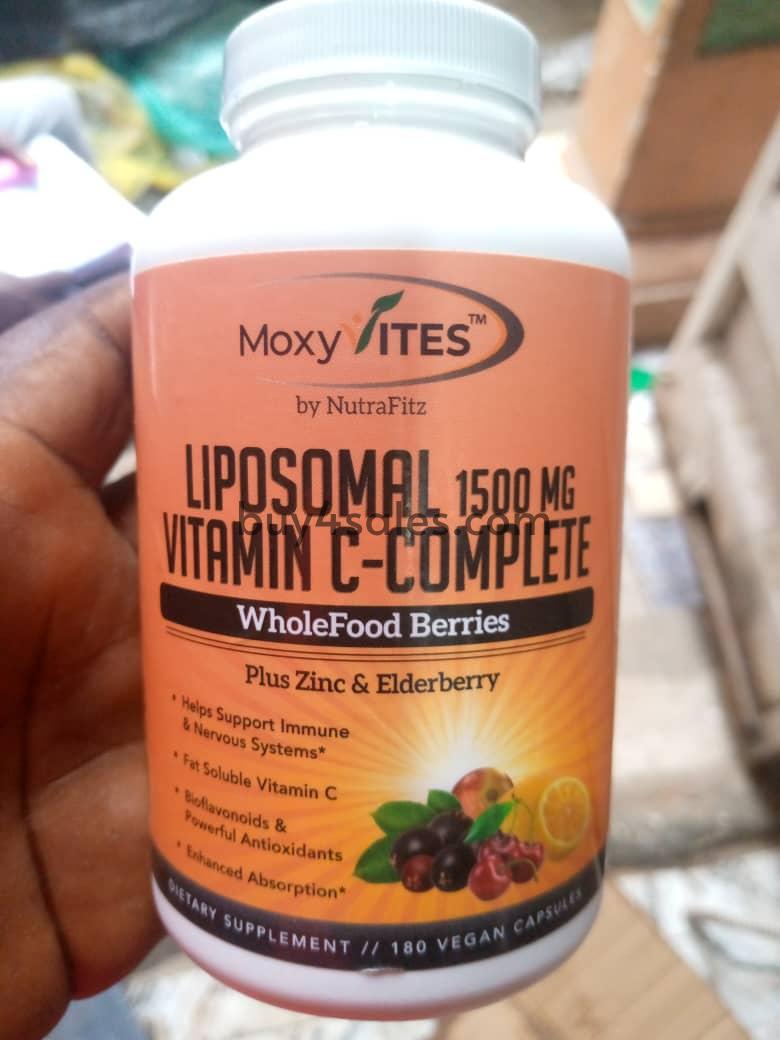 Moxy VITES™
by NutraFitz
LIPOSOMAL 1500 MG
buy4sales.com
VITAMIN C-COMPLETE
WholeFood Berries
Plus Zinc & Elderberry
• Helps Support Immune
& Nervous Systems*
• Fat Soluble Vitamin C
• Bioflavonoids &
Powerful Antioxidants
• Enhanced Absorption*
DIETARY SUPPLEMENT // 180 VEGAN CAPSULES